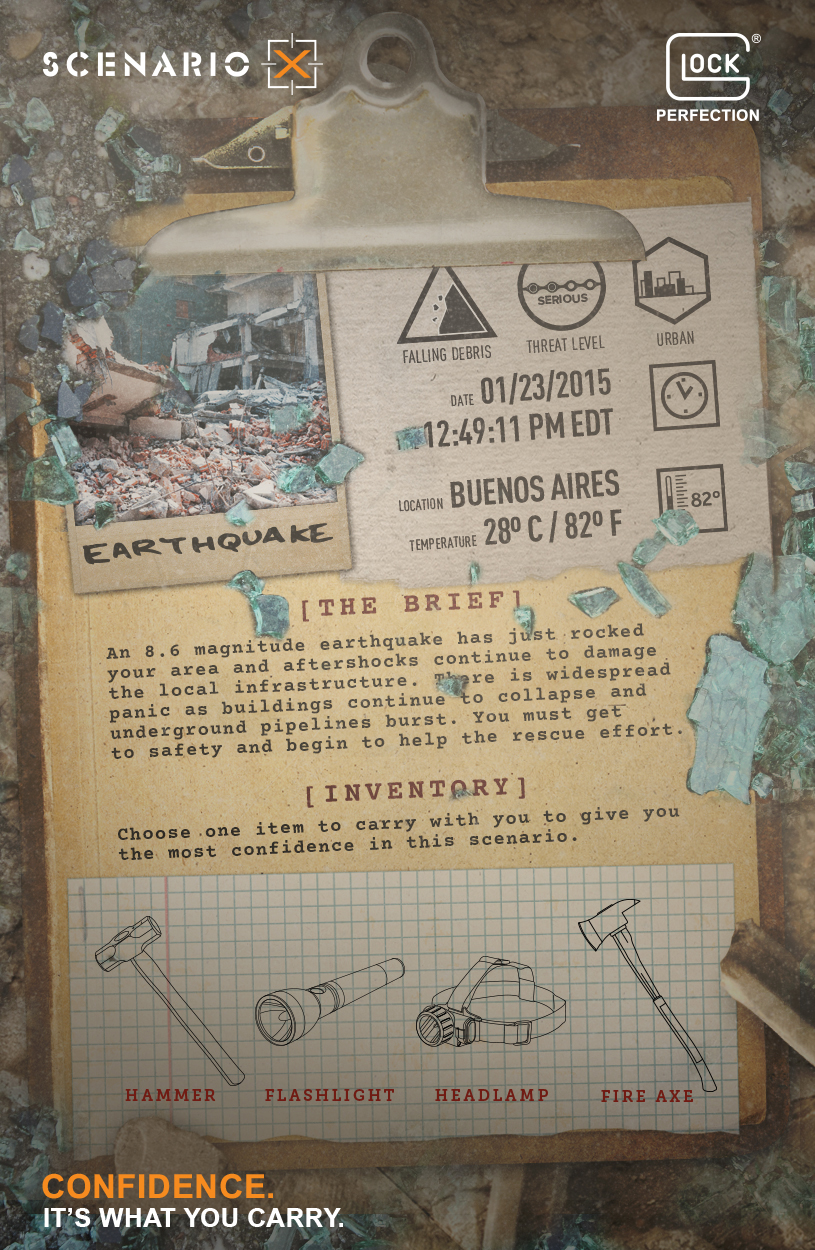 SCENARIO X
GLOCK ®
PERFECTION
SERIOUS
FALLING DEBRIS
THREAT LEVEL
URBAN
DATE 01/23/2015
12:49:11 PM EDT
LOCATION BUENOS AIRES
82º
TEMPERATURE 28º C / 82º F
EARTHQUAKE
[THE BRIEF]
An 8.6 magnitude earthquake has just rocked
your area and aftershocks continue to damage
the local infrastructure. There is widespread
panic as buildings continue to collapse and
underground pipelines burst. You must get
to safety and begin to help the rescue effort.
[INVENTORY]
Choose one item to carry with you to give you
the most confidence in this scenario.
HAMMER
FLASHLIGHT
HEADLAMP
FIRE AXE
CONFIDENCE.
IT'S WHAT YOU CARRY.